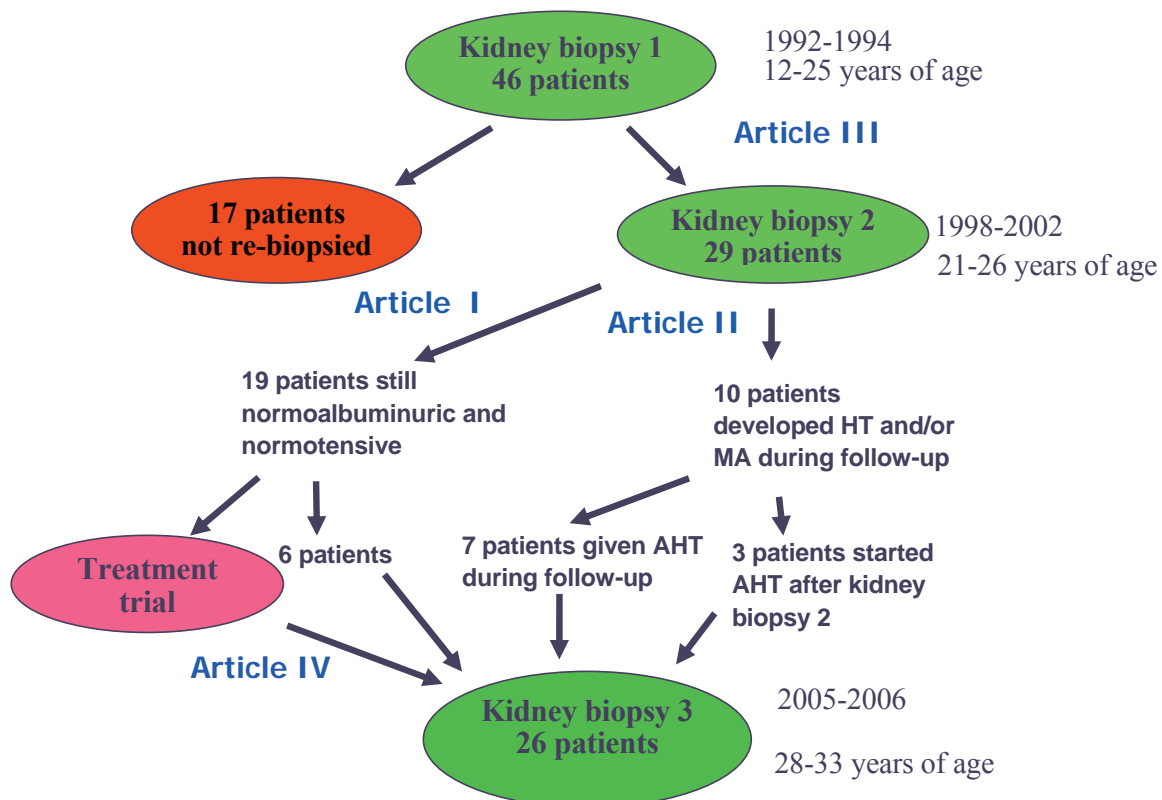 Kidney biopsy 1
46 patients
1992-1994
12-25 years of age
Article III
17 patients
not re-biopsied
Kidney biopsy 2
29 patients
1998-2002
21-26 years of age
Article I
Article II
19 patients still
normoalbuminuric and
normotensive
10 patients
developed HT and/or
MA during follow-up
Treatment
trial
6 patients
7 patients given AHT
during follow-up
3 patients started
AHT after kidney
biopsy 2
Article IV
Kidney biopsy 3
26 patients
2005-2006
28-33 years of age